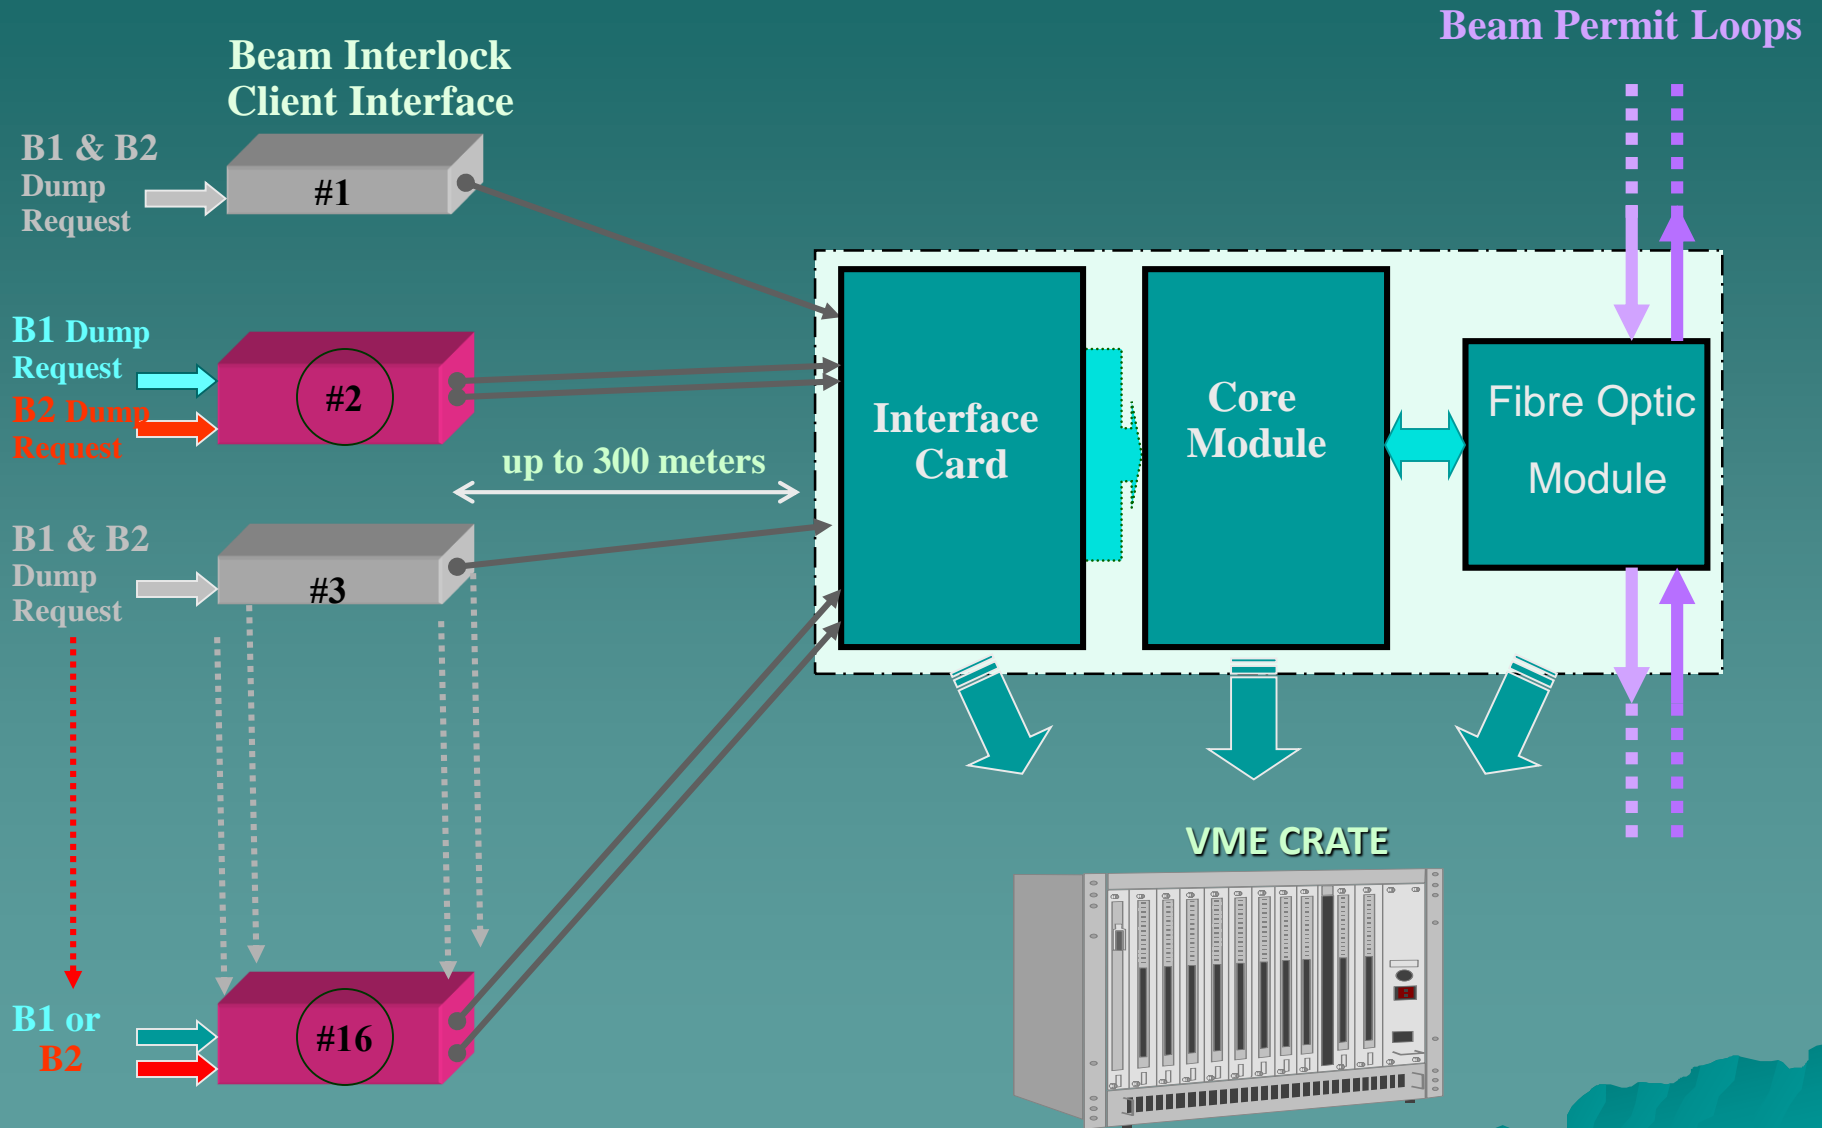 Beam Permit Loops
Beam Interlock
Client Interface
B1 & B2
Dump
Request
#1
B1 Dump
Request
B2 Dump
Request
#2
up to 300 meters
B1 & B2
Dump
Request
#3
B1 or
B2
#16
Interface
Card
Core
Module
Fibre Optic
Module
VME CRATE